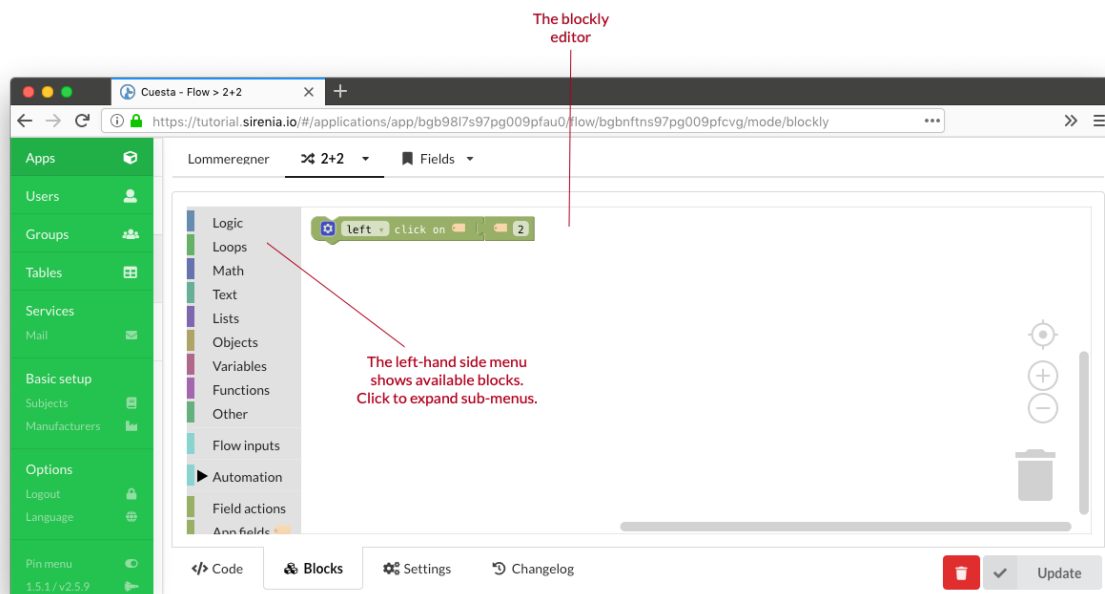 The blockly
editor
Cuesta - Flow > 2+2
https://tutorial.sirenia.io/#/applications/app/bgb98l7s97pg009pfau0/flow/bgbnftns97pg009pfcvg/mode/blockly
Apps
Users
Groups
Tables
Services
Mail
Basic setup
Subjects
Manufacturers
Options
Logout
Language
Pin menu
1.5.1 / v2.5.9
Lommeregner
2+2
Fields
Logic
Loops
Math
Text
Lists
Objects
Variables
Functions
Other
Flow inputs
Automation
Field actions
App fields
left click on 2
The left-hand side menu
shows available blocks.
Click to expand sub-menus.
</> Code
Blocks
Settings
Changelog
Update